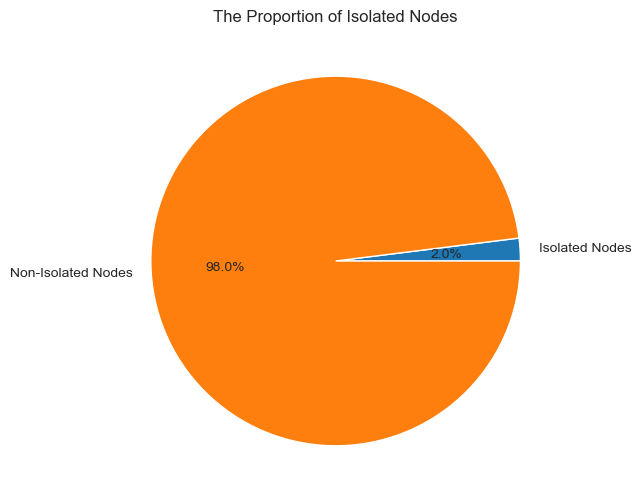 The Proportion of Isolated Nodes
Isolated Nodes
2.0%
98.0%
Non-Isolated Nodes